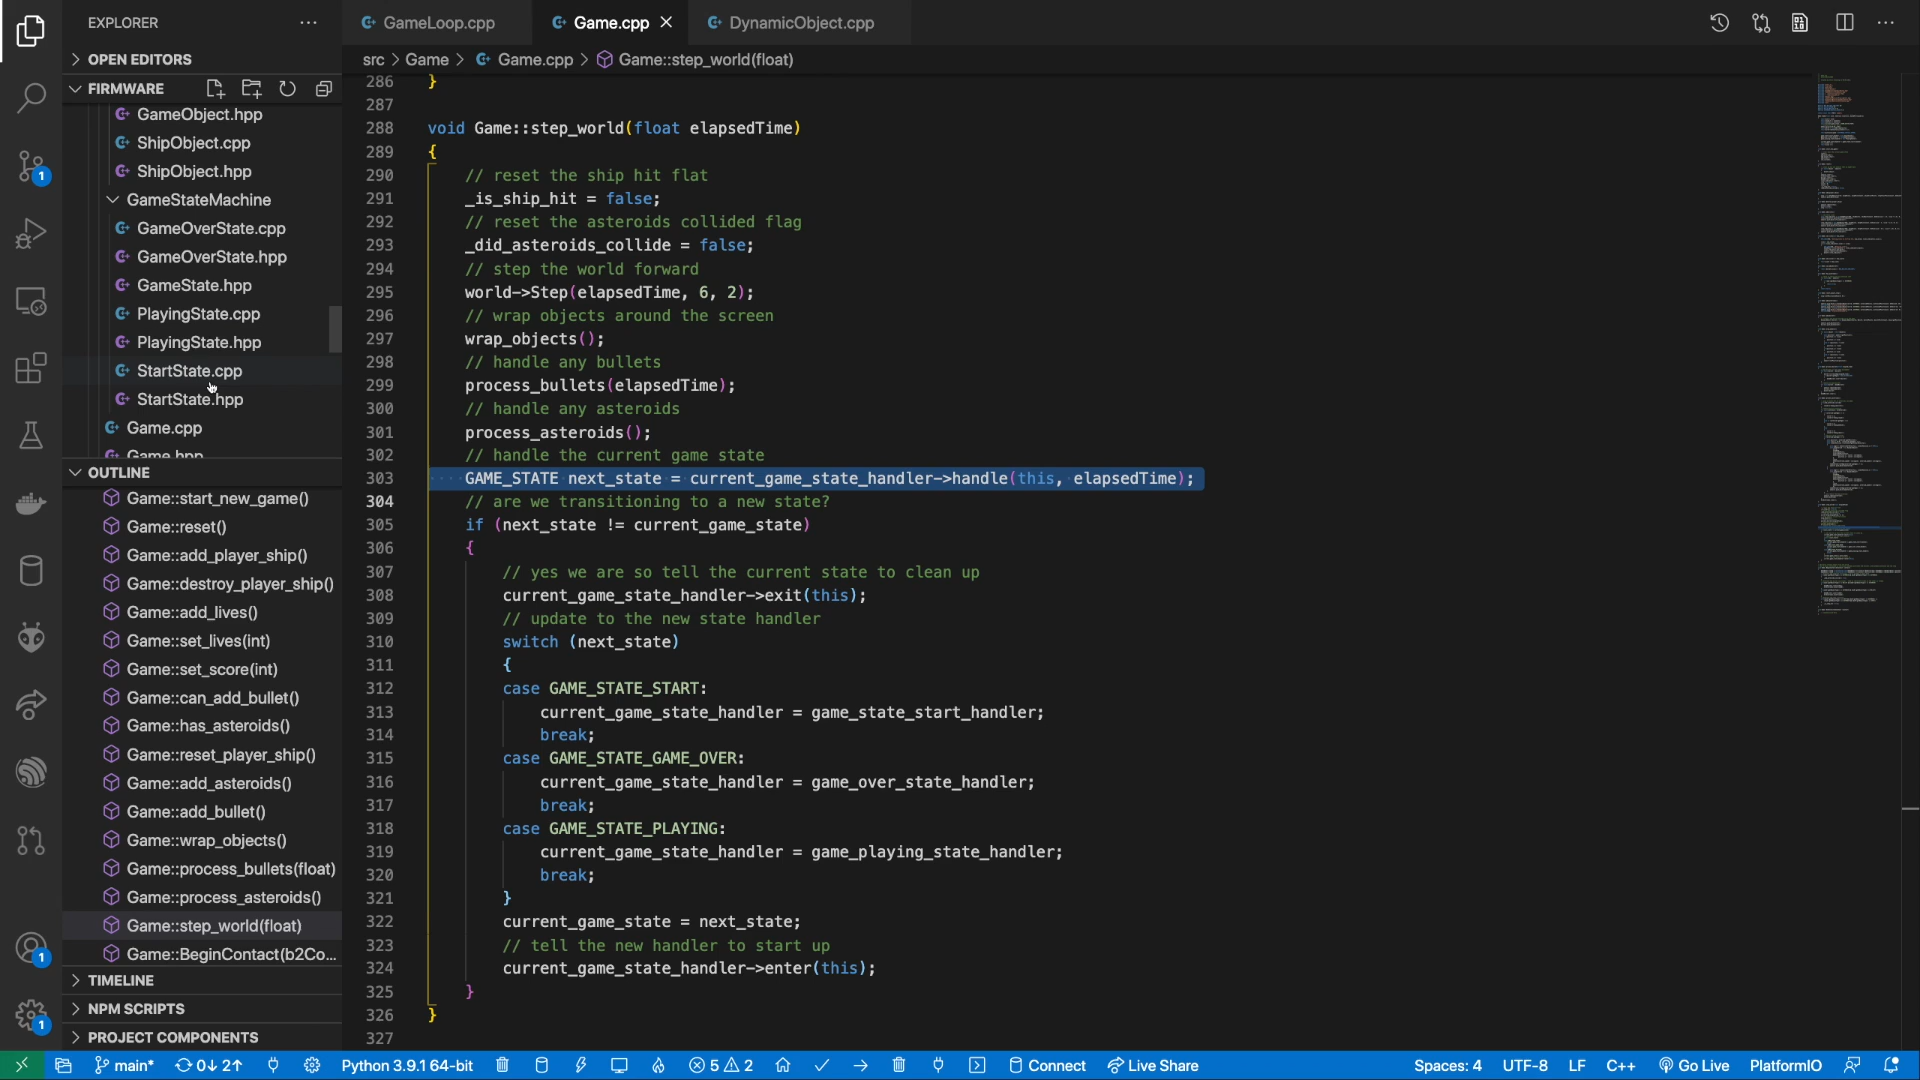 EXPLORER
GameLoop.cpp
Game.cpp
DynamicObject.cpp
OPEN EDITORS
src > Game > Game.cpp > Game::step_world(float)
FIRMWARE
GameObject.hpp
ShipObject.cpp
ShipObject.hpp
GameStateMachine
GameOverState.cpp
GameOverState.hpp
GameState.hpp
PlayingState.cpp
PlayingState.hpp
StartState.cpp
StartState.hpp
Game.cpp
Game.hpp
OUTLINE
Game::start_new_game()
Game::reset()
Game::add_player_ship()
Game::destroy_player_ship()
Game::add_lives()
Game::set_lives(int)
Game::set_score(int)
Game::can_add_bullet()
Game::has_asteroids()
Game::reset_player_ship()
Game::add_asteroids()
Game::add_bullet()
Game::wrap_objects()
Game::process_bullets(float)
Game::process_asteroids()
Game::step_world(float)
Game::BeginContact(b2Co...
TIMELINE
NPM SCRIPTS
PROJECT COMPONENTS
1
1
1
286 }
287
288 void Game::step_world(float elapsedTime)
289 {
290 // reset the ship hit flat
291 _is_ship_hit = false;
292 // reset the asteroids collided flag
293 _did_asteroids_collide = false;
294 // step the world forward
295 world->Step(elapsedTime, 6, 2);
296 // wrap objects around the screen
297 wrap_objects();
298 // handle any bullets
299 process_bullets(elapsedTime);
300 // handle any asteroids
301 process_asteroids();
302 // handle the current game state
303 GAME_STATE next_state = current_game_state_handler->handle(this, elapsedTime);
304 // are we transitioning to a new state?
305 if (next_state != current_game_state)
306 {
307 // yes we are so tell the current state to clean up
308 current_game_state_handler->exit(this);
309 // update to the new state handler
310 switch (next_state)
311 {
312 case GAME_STATE_START:
313 current_game_state_handler = game_state_start_handler;
314 break;
315 case GAME_STATE_GAME_OVER:
316 current_game_state_handler = game_over_state_handler;
317 break;
318 case GAME_STATE_PLAYING:
319 current_game_state_handler = game_playing_state_handler;
320 break;
321 }
322 current_game_state = next_state;
323 // tell the new handler to start up
324 current_game_state_handler->enter(this);
325 }
326 }
327
main* 0↓ 2↑ Python 3.9.1 64-bit 5 2 Connect Live Share Spaces: 4 UTF-8 LF C++ Go Live PlatformIO